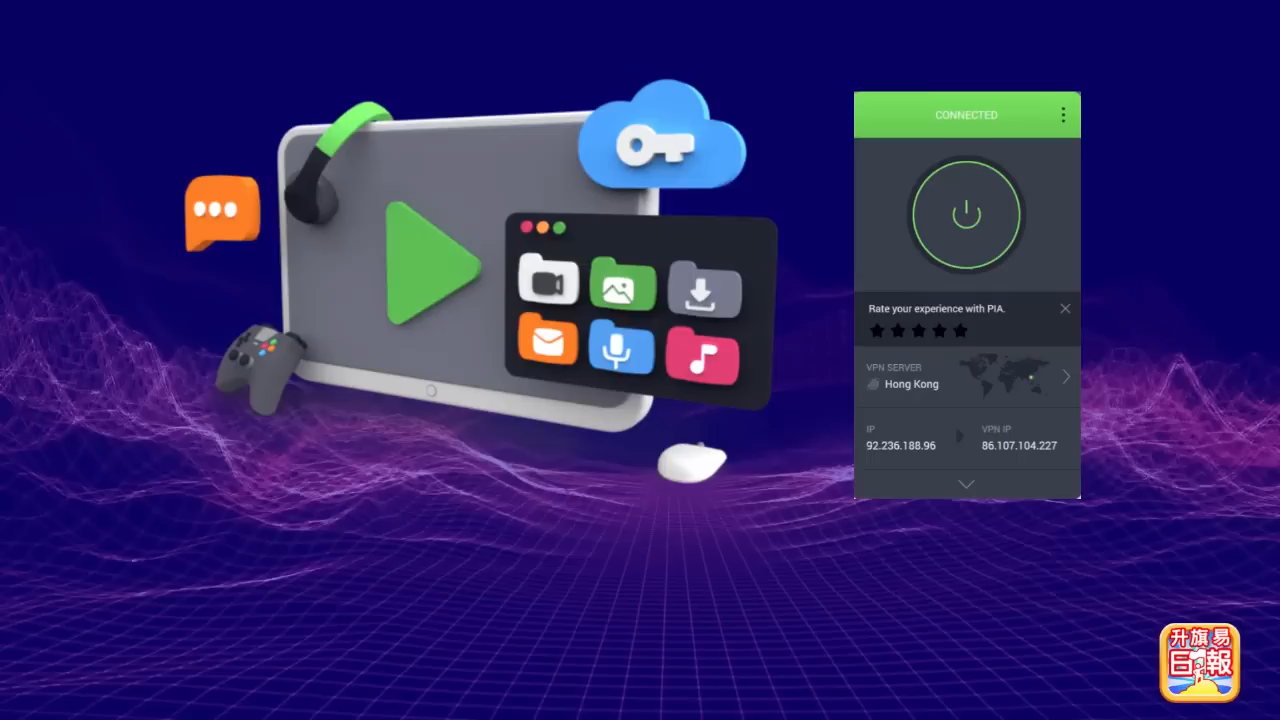 CONNECTED
Rate your experience with PIA.
VPN SERVER
Hong Kong
IP
VPN IP
92.236.188.96
86.107.104.227
升旗易
日報